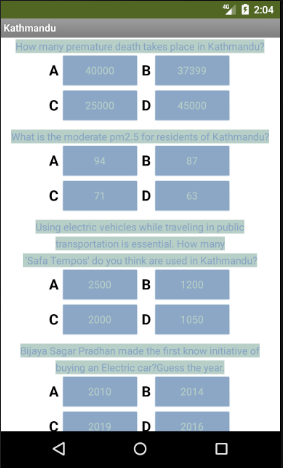 4G 2:04
Kathmandu
How many premature death takes place in Kathmandu?
A 40000 B 37399
C 25000 D 45000
What is the moderate pm2.5 for residents of Kathmandu?
A 94 B 87
C 71 D 63
Using electric vehicles while traveling in public
transportation is essential. How many
'Safa Tempos' do you think are used in Kathmandu?
A 2500 B 1200
C 2000 D 1050
Bijaya Sagar Pradhan made the first know initiative of
buying an Electric car?Guess the year.
A 2010 B 2014
C 2019 D 2016